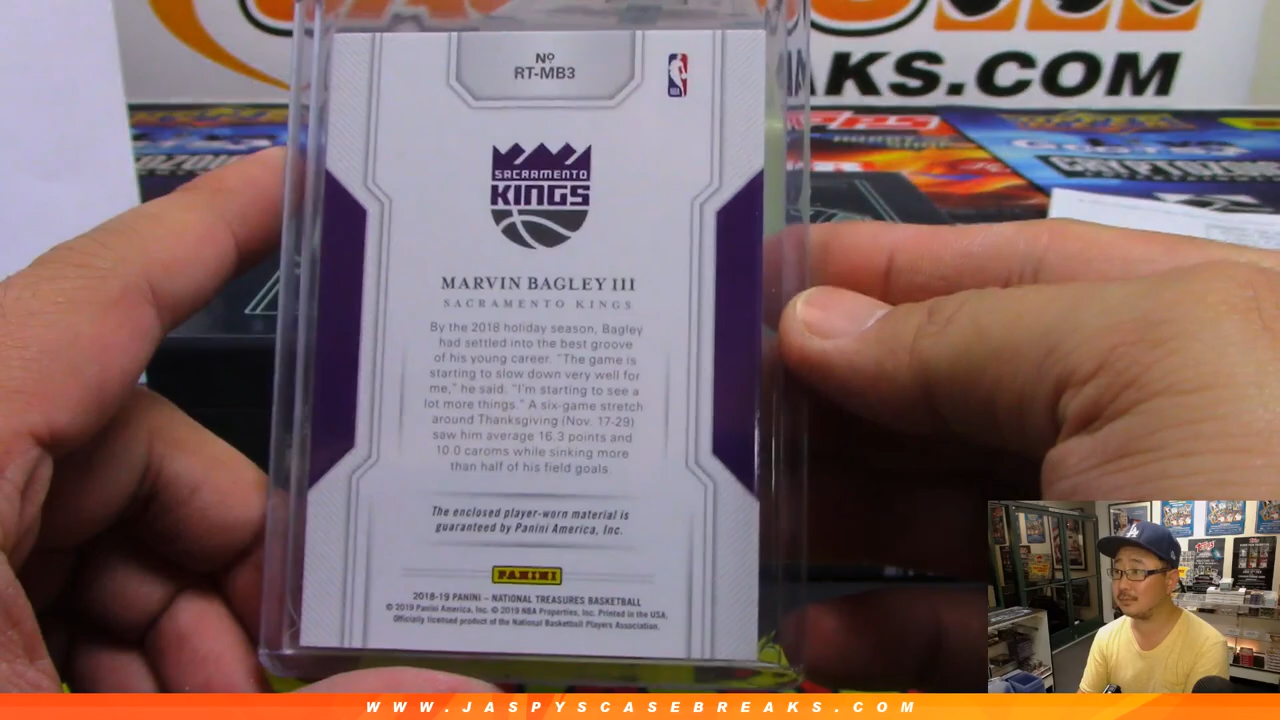 KS.COM
Nº
RT-MB3
SACRAMENTO
KINGS
MARVIN BAGLEY III
SACRAMENTO KINGS
By the 2018 holiday season, Bagley
had settled into the best groove
of his young career. "The game is
starting to slow down very well for
me," he said. "I'm starting to see a
lot more things." A six-game stretch
around Thanksgiving (Nov. 17-29)
saw him average 16.3 points and
10.0 caroms while sinking more
than half of his field goals.
The enclosed player-worn material is
guaranteed by Panini America, Inc.
PANINI
2018-19 PANINI – NATIONAL TREASURES BASKETBALL
© 2019 Panini America, Inc. © 2019 NBA Properties, Inc. Printed in the USA.
Officially licensed product of the National Basketball Players Association.
WWW.JASPYSCASEBREAKS.COM